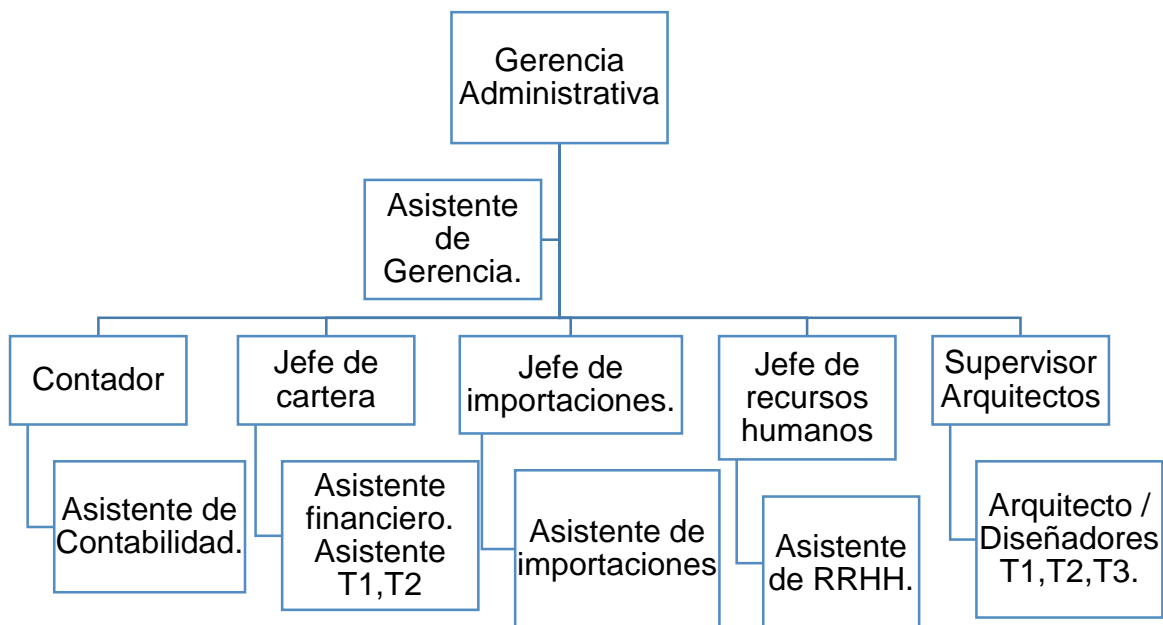 Gerencia
Administrativa
Asistente
de
Gerencia.
Contador
Jefe de
cartera
Jefe de
importaciones.
Jefe de
recursos
humanos
Supervisor
Arquitectos
Asistente de
Contabilidad.
Asistente
financiero.
Asistente
T1,T2
Asistente de
importaciones
Asistente
de RRHH.
Arquitecto /
Diseñadores
T1,T2,T3.